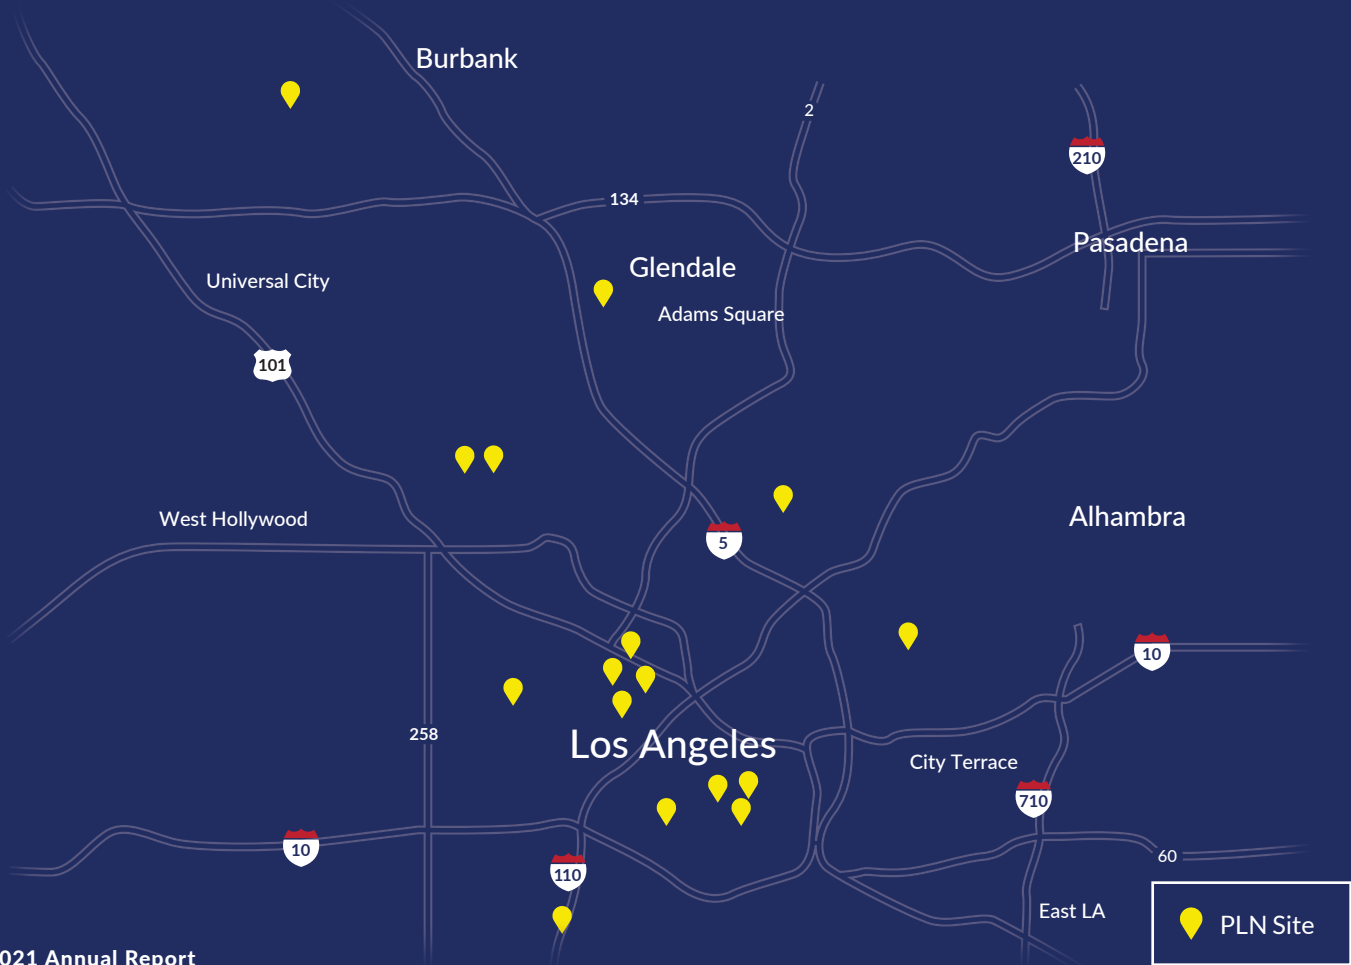 Burbank
2
210
134
Pasadena
Glendale
Universal City
Adams Square
101
Alhambra
West Hollywood
5
10
258
Los Angeles
City Terrace
710
10
60
110
East LA
PLN Site
021 Annual Report